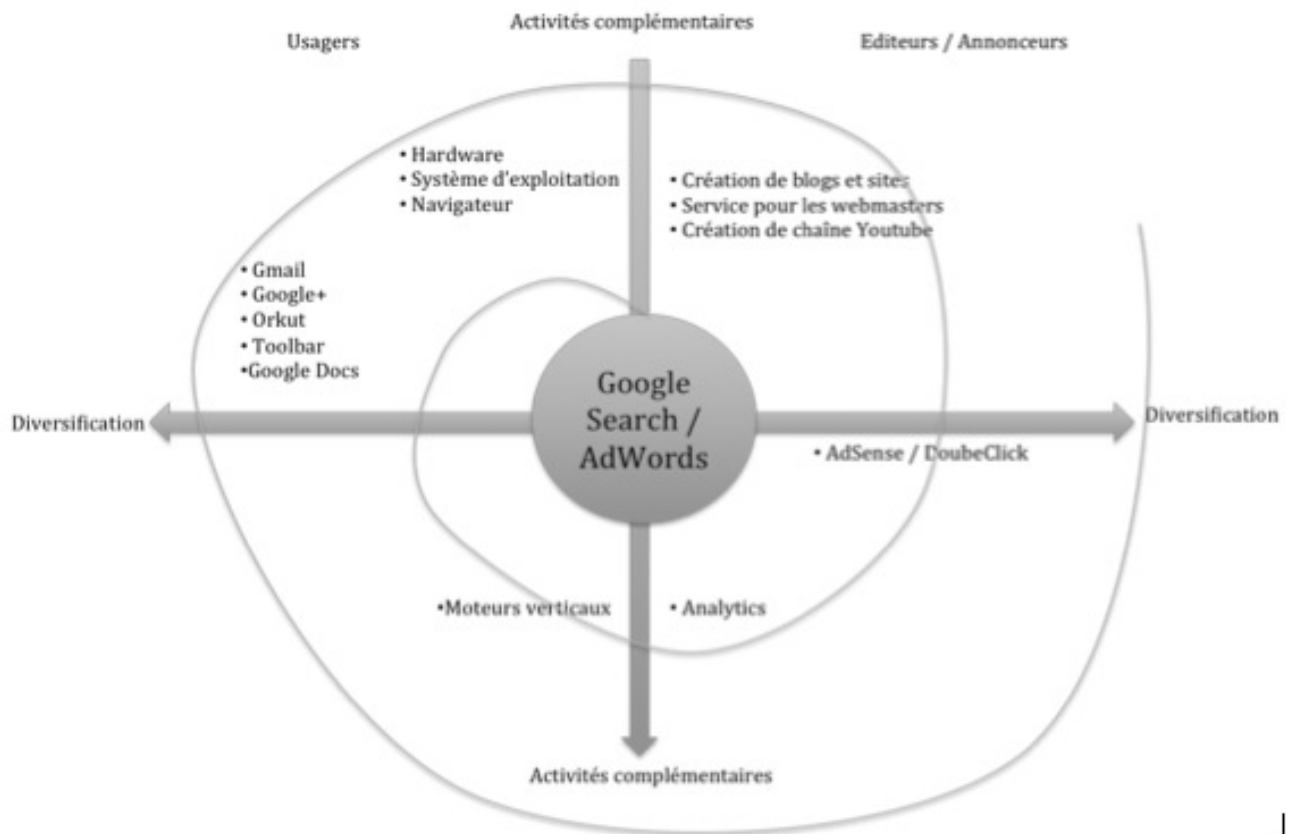 Activités complémentaires
Usagers
Editeurs / Annonceurs
• Hardware
• Système d'exploitation
• Navigateur
• Création de blogs et sites
• Service pour les webmasters
• Création de chaîne Youtube
• Gmail
• Google+
• Orkut
• Toolbar
•Google Docs
Google
Search /
AdWords
Diversification
Diversification
• AdSense / DoubeClick
•Moteurs verticaux
• Analytics
Activités complémentaires